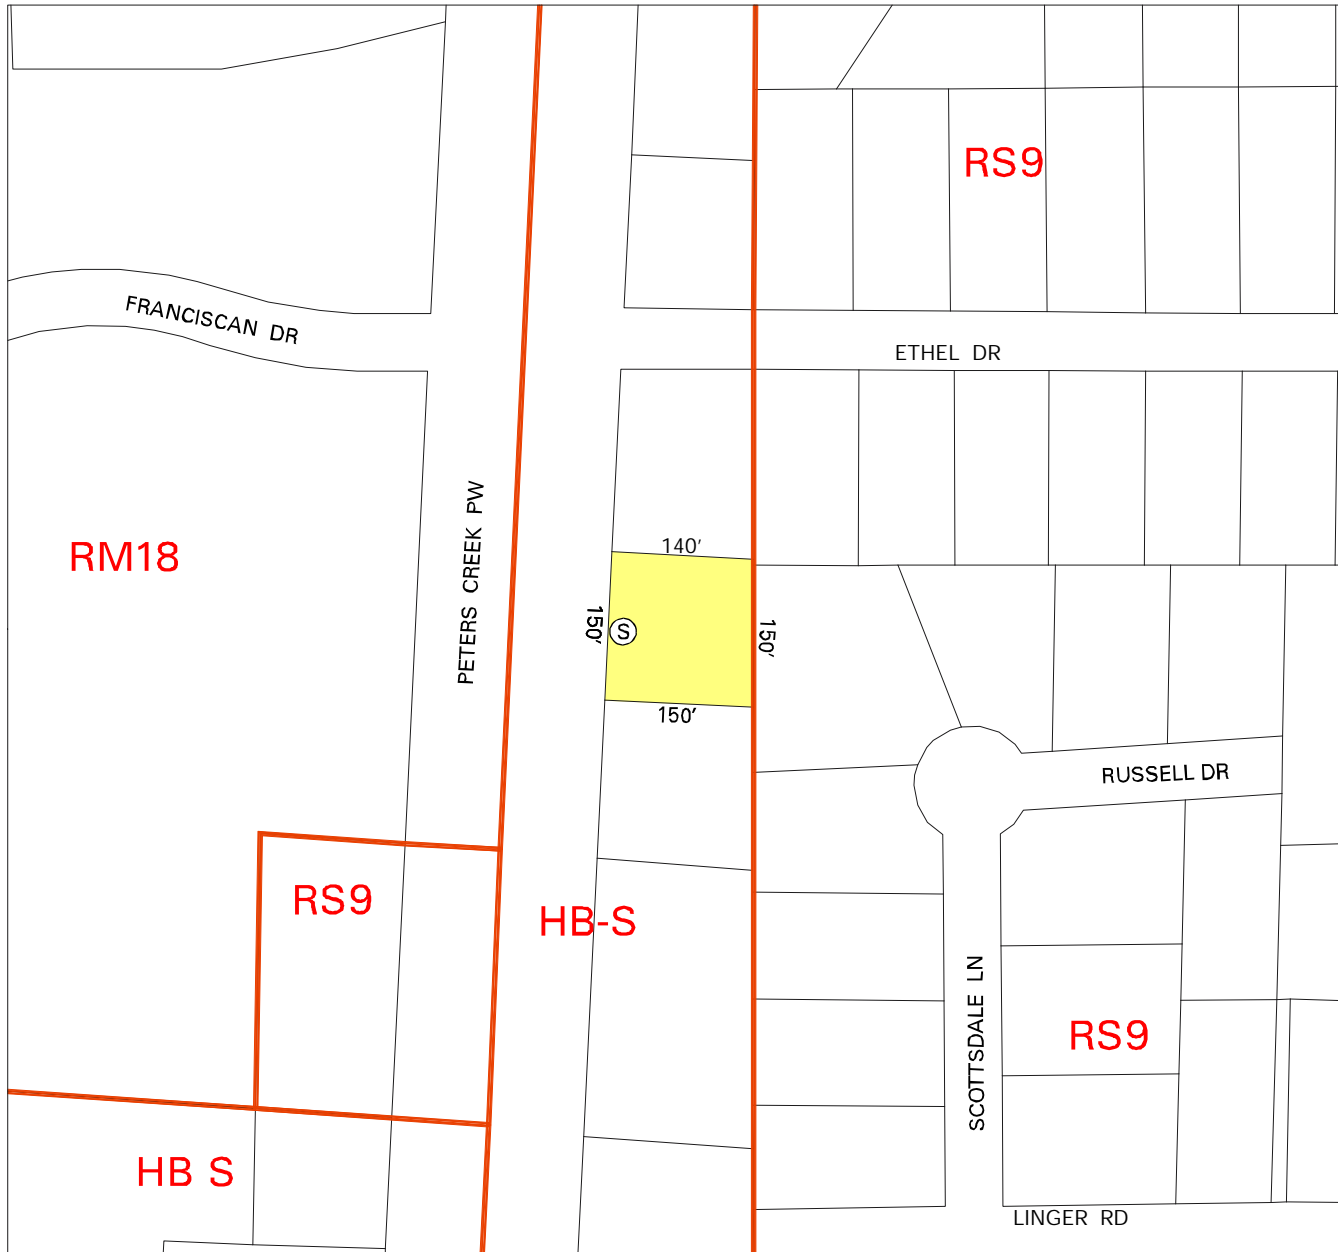 RS9
FRANCISCAN DR
ETHEL DR
PETERS CREEK PW
RM18
140'
150'
S
150'
150'
RUSSELL DR
RS9
HB-S
SCOTTSDALE LN
RS9
HB S
LINGER RD